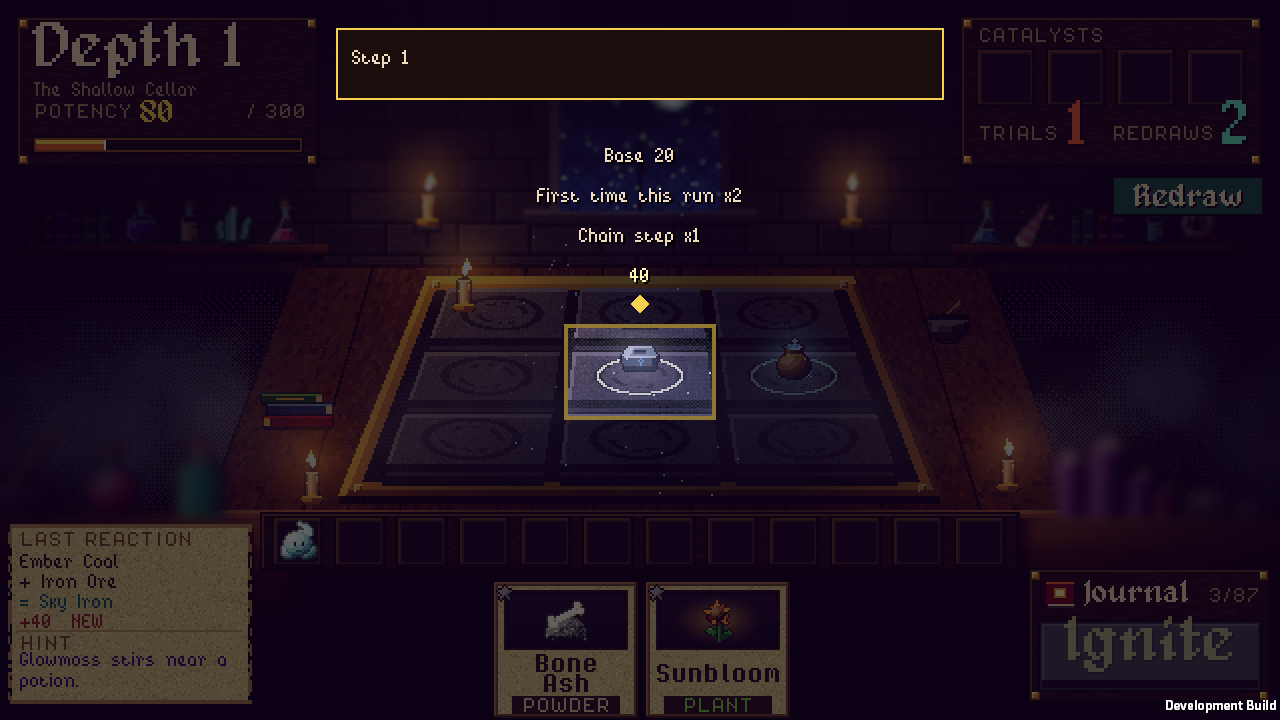 Depth 1
The Shallow Cellar
POTENCY 80 / 300
Step 1
CATALYSTS
TRIALS 1 REDRAWS 2
Redraw
Base 20
First time this run x2
Chain step x1
40
LAST REACTION
Ember Coal
+ Iron Ore
= Sky Iron
+40 NEW
HINT
Glowmoss stirs near a
potion.
Bone
Ash
POWDER
Sunbloom
PLANT
Journal 3/87
Ignite
Development Build